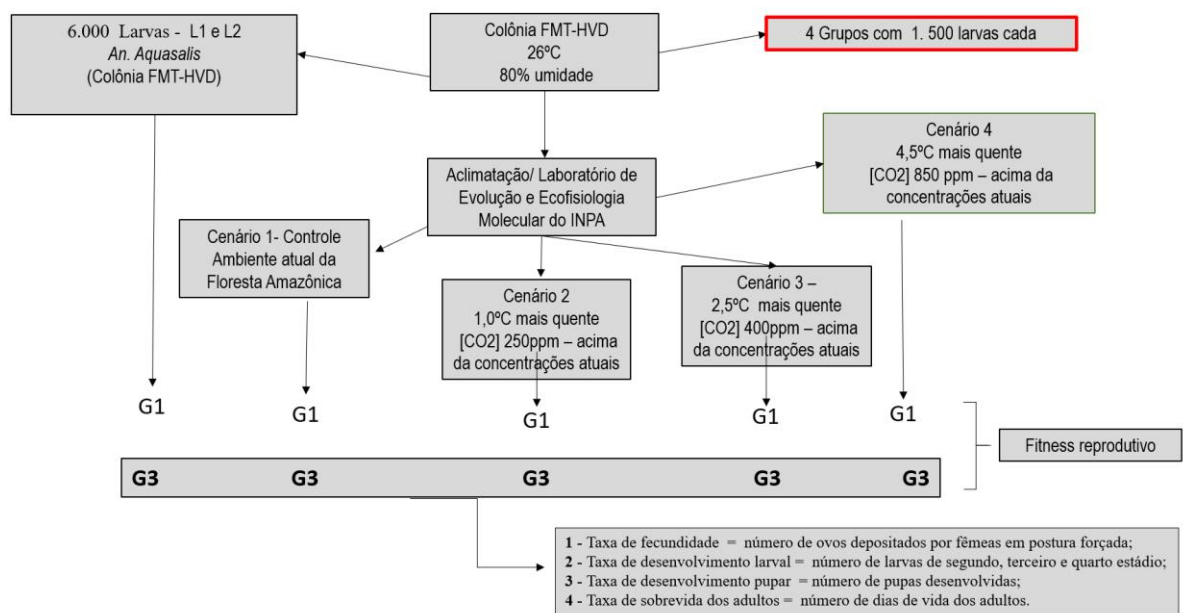 6.000 Larvas - L1 e L2
An. Aquasalis
(Colônia FMT-HVD)
Colônia FMT-HVD
26ºC
80% umidade
4 Grupos com 1. 500 larvas cada
Cenário 4
4,5ºC mais quente
[CO2] 850 ppm – acima da
concentrações atuais
Aclimatação/ Laboratório de
Evolução e Ecofisiologia
Molecular do INPA
Cenário 1- Controle
Ambiente atual da
Floresta Amazônica
Cenário 2
1,0ºC mais quente
[CO2] 250ppm – acima
da concentrações atuais
Cenário 3 –
2,5ºC mais quente
[CO2] 400ppm – acima
da concentrações atuais
G1 G1 G1 G1 G1
Fitness reprodutivo
G3 G3 G3 G3 G3
1 - Taxa de fecundidade = número de ovos depositados por fêmeas em postura forçada;
2 - Taxa de desenvolvimento larval = número de larvas de segundo, terceiro e quarto estádio;
3 - Taxa de desenvolvimento pupar = número de pupas desenvolvidas;
4 - Taxa de sobrevida dos adultos = número de dias de vida dos adultos.